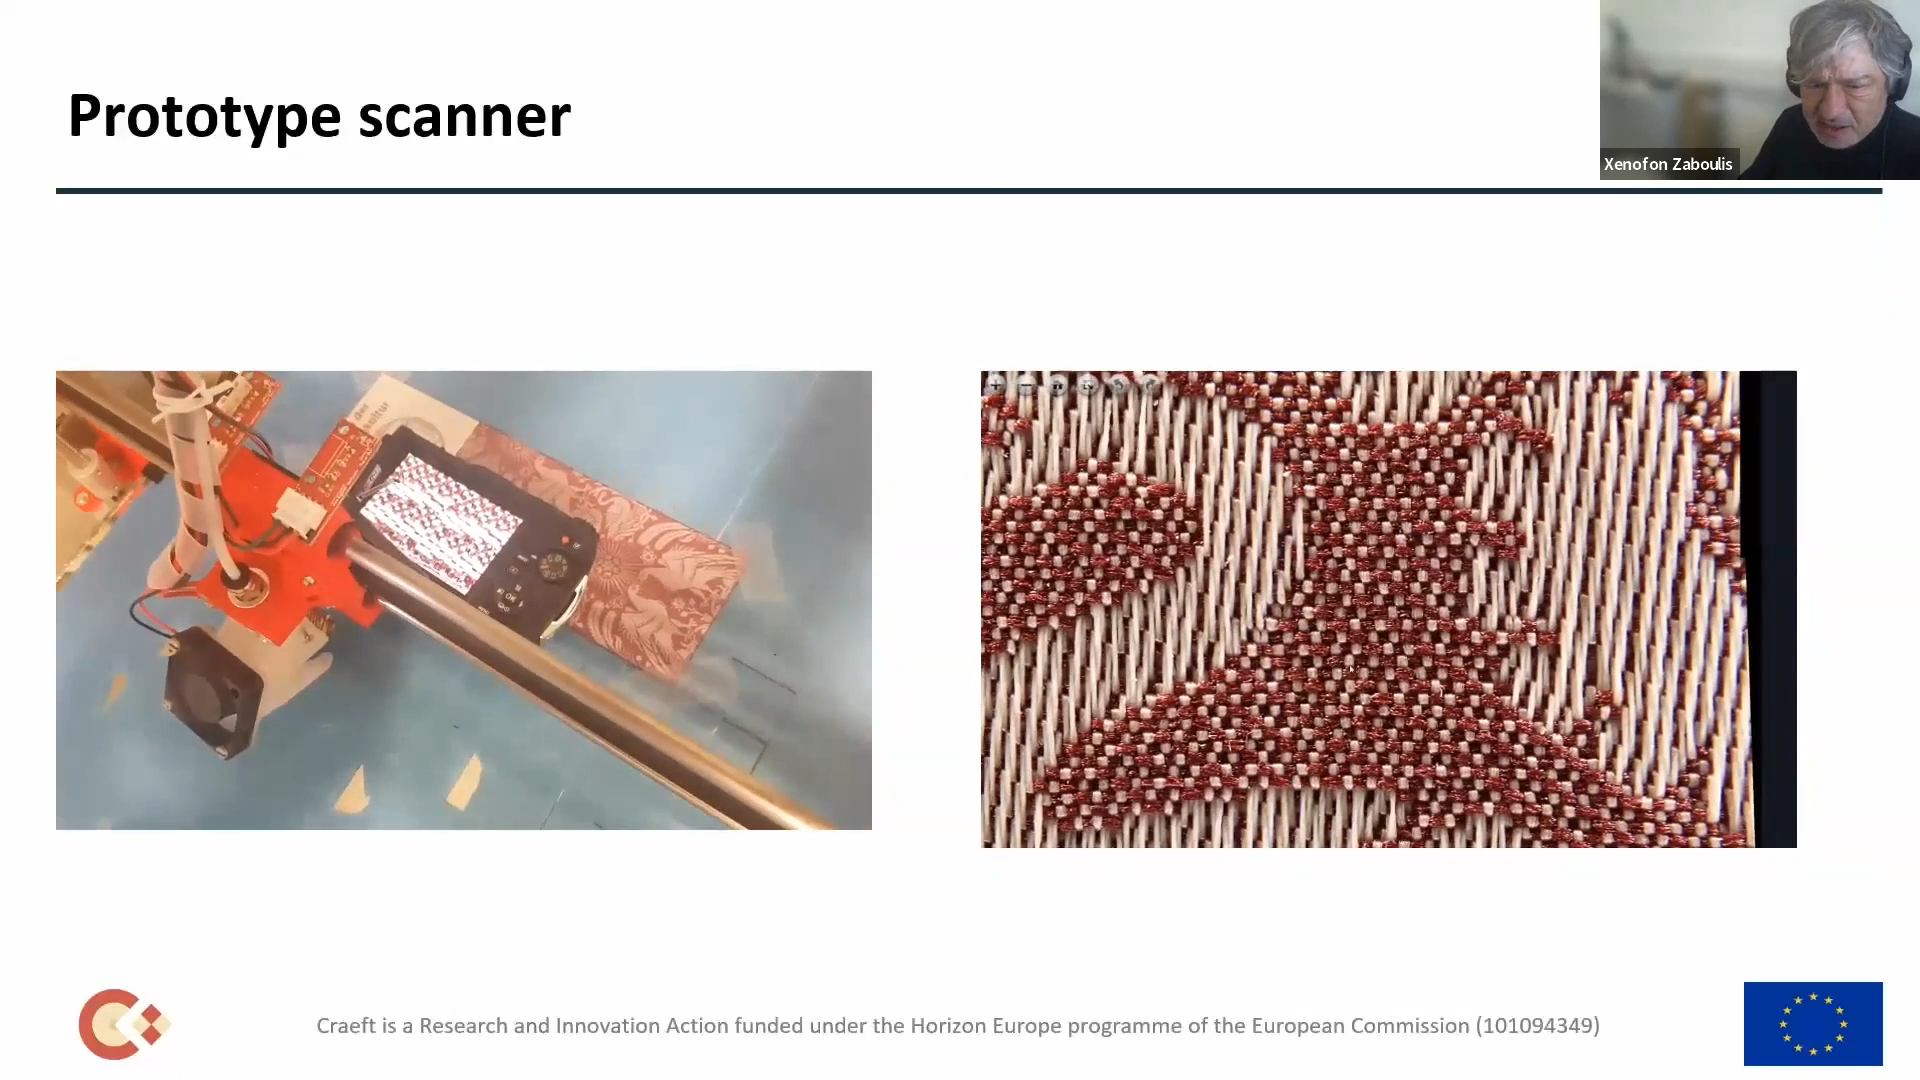 Prototype scanner
Xenofon Zaboulis
OK
Craeft is a Research and Innovation Action funded under the Horizon Europe programme of the European Commission (101094349)